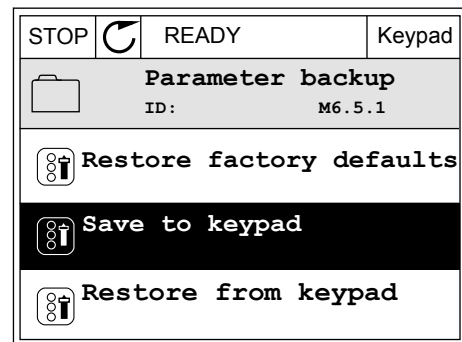 STOP READY Keypad
Parameter backup
ID: M6.5.1
Restore factory defaults
Save to keypad
Restore from keypad